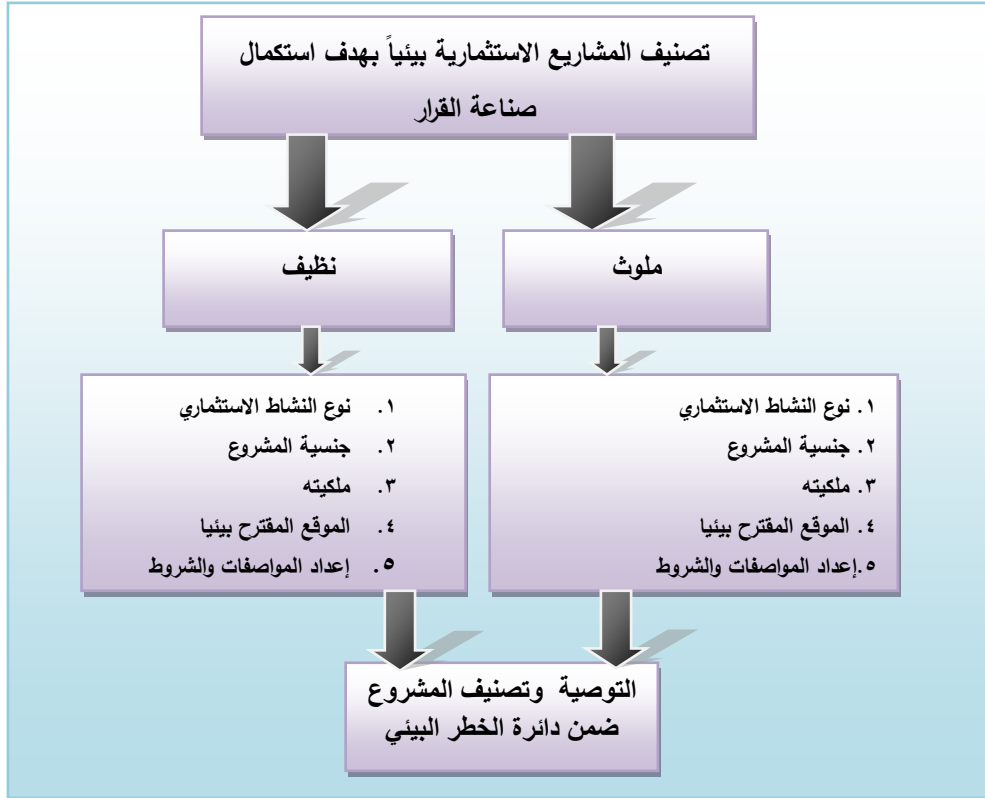 تصنيف المشاريع الاستثمارية بيئياً بهدف استكمال
صناعة القرار
ملوث
نظيف
١. نوع النشاط الاستثماري
٢. جنسية المشروع
٣. ملكيته
٤. الموقع المقترح بيئيا
٥.إعداد المواصفات والشروط
١. نوع النشاط الاستثماري
٢. جنسية المشروع
٣. ملكيته
٤. الموقع المقترح بيئيا
٥. إعداد المواصفات والشروط
التوصية وتصنيف المشروع
ضمن دائرة الخطر البيئي